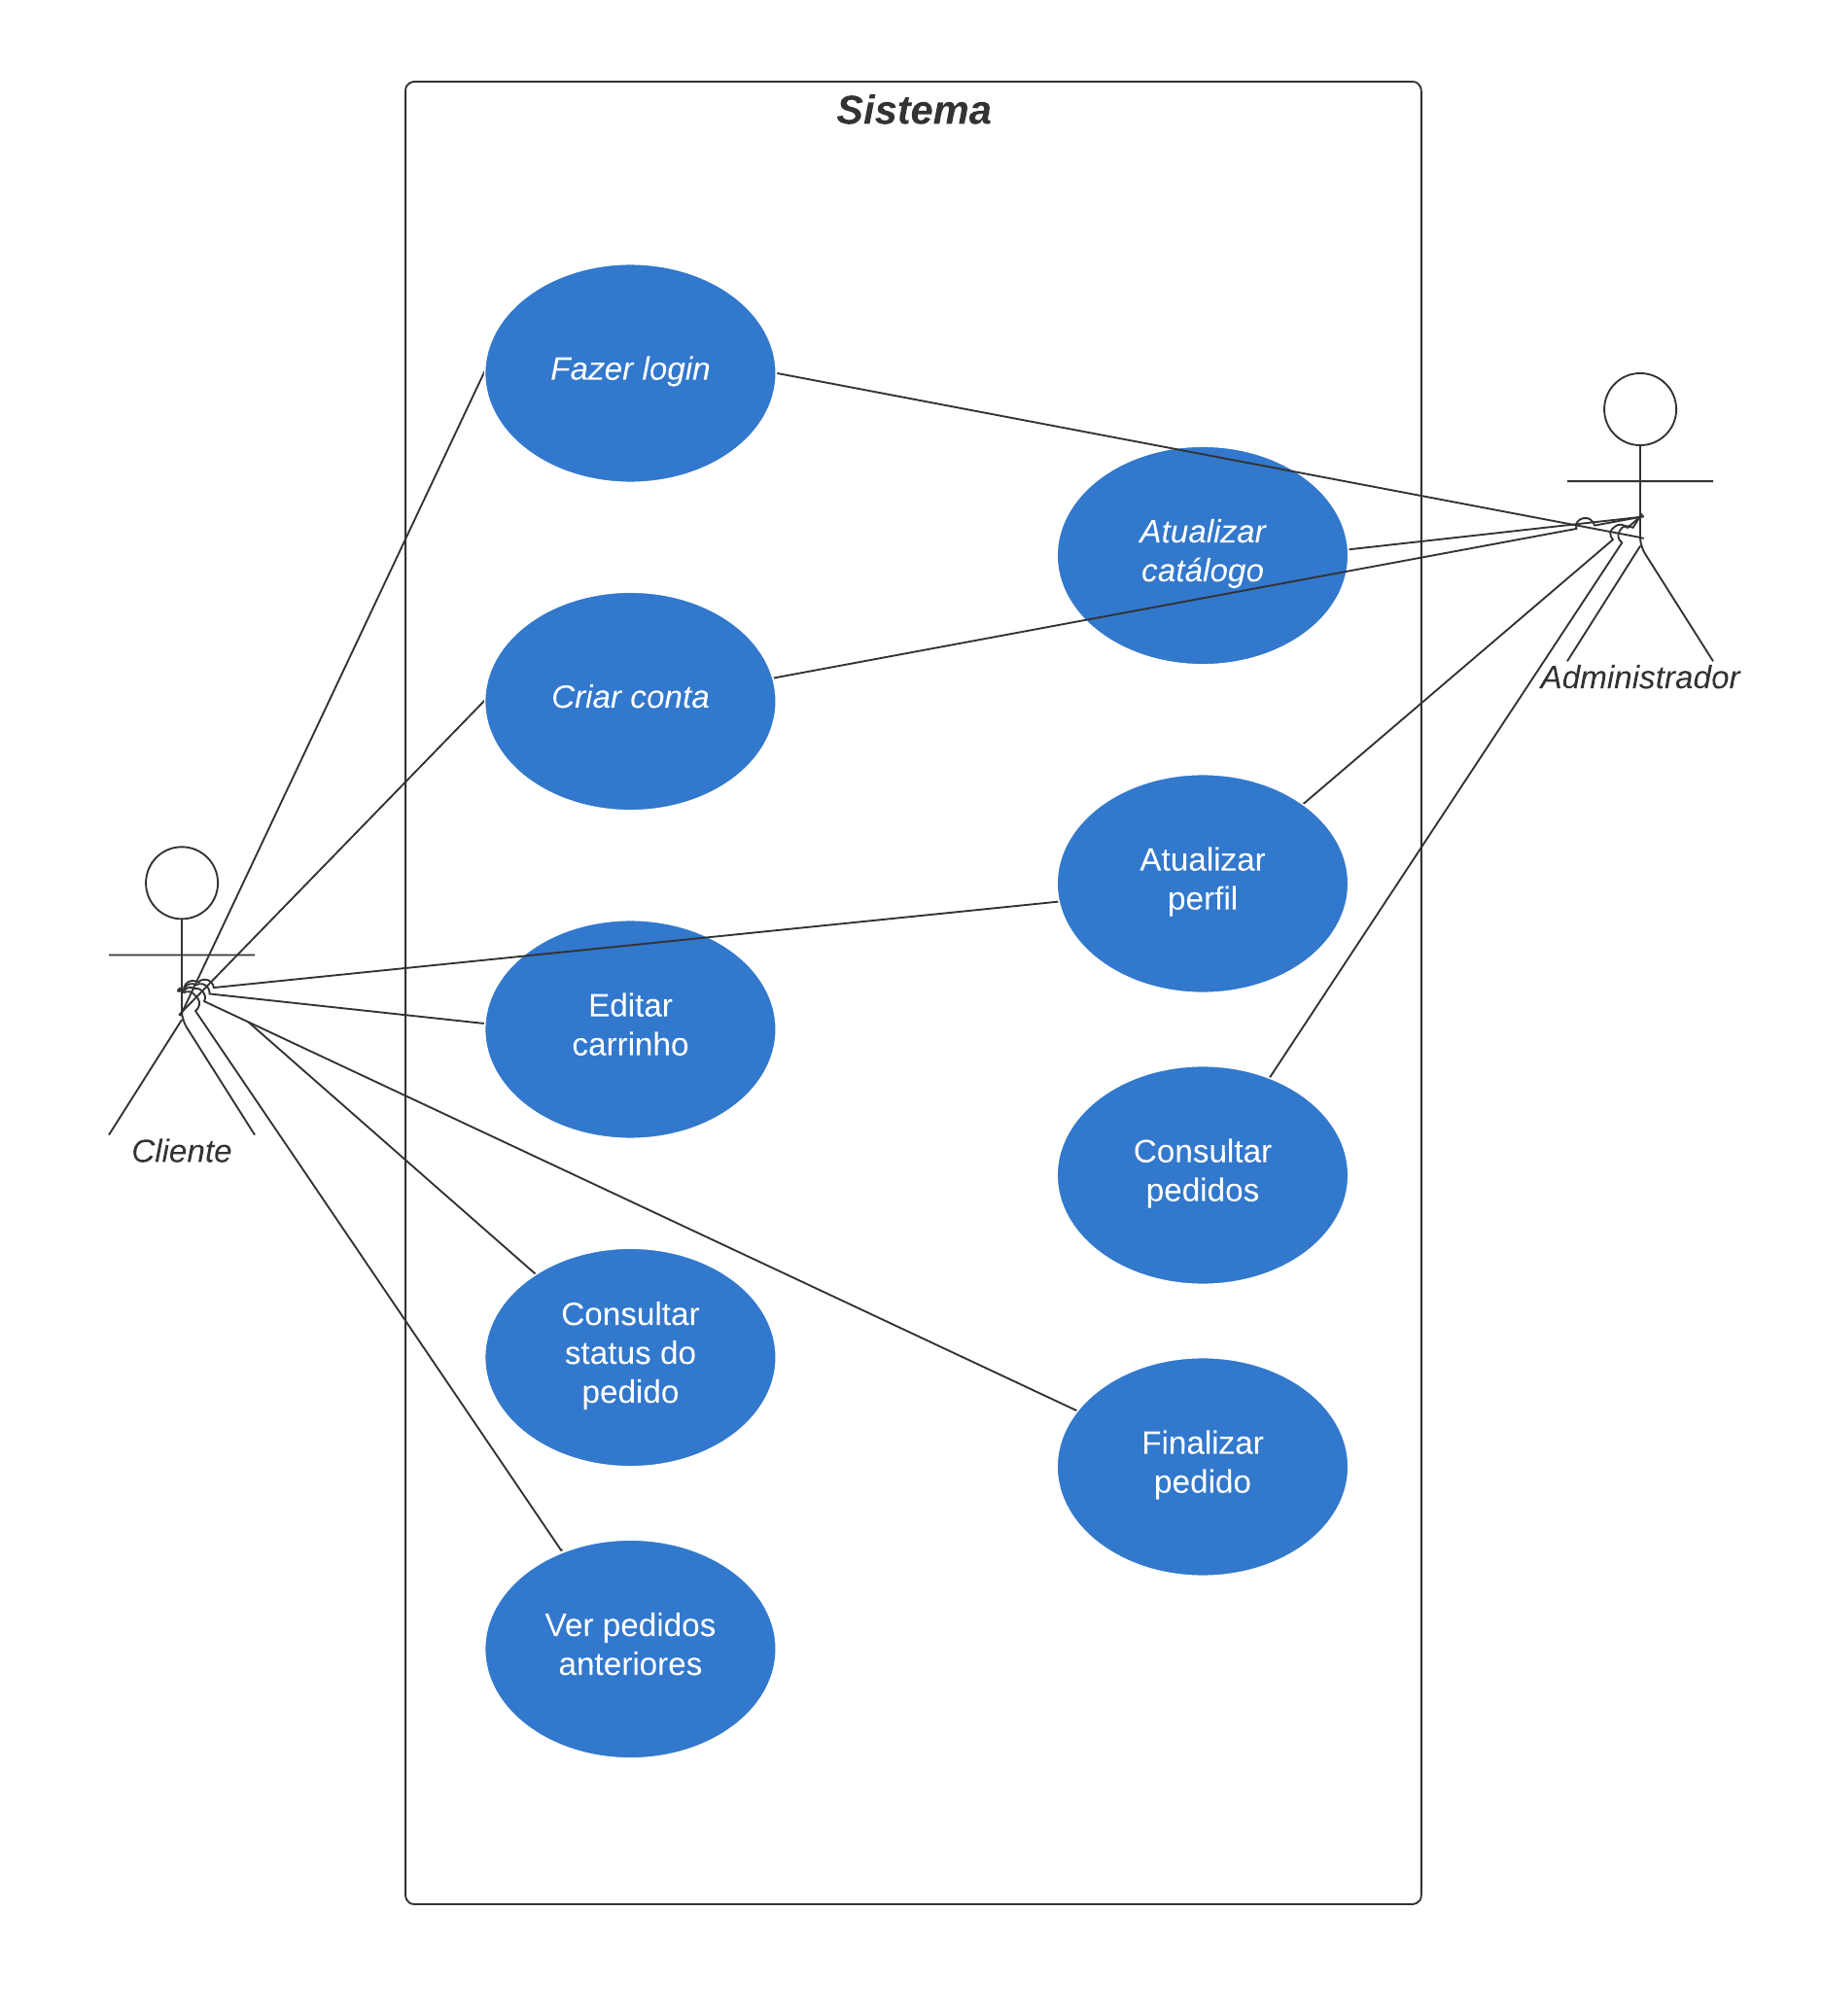 Sistema
Fazer login
Atualizar
catálogo
Administrador
Criar conta
Atualizar
perfil
Editar
carrinho
Cliente
Consultar
pedidos
Consultar
status do
pedido
Finalizar
pedido
Ver pedidos
anteriores